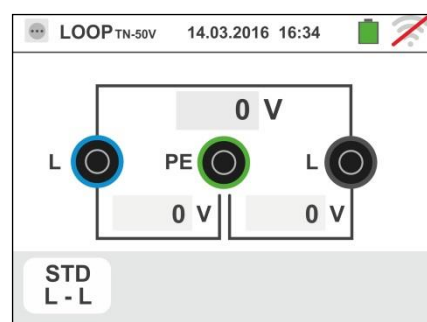 LOOP TN-50V 14.03.2016 16:34
0 V
L PE L
0 V 0 V
STD
L - L